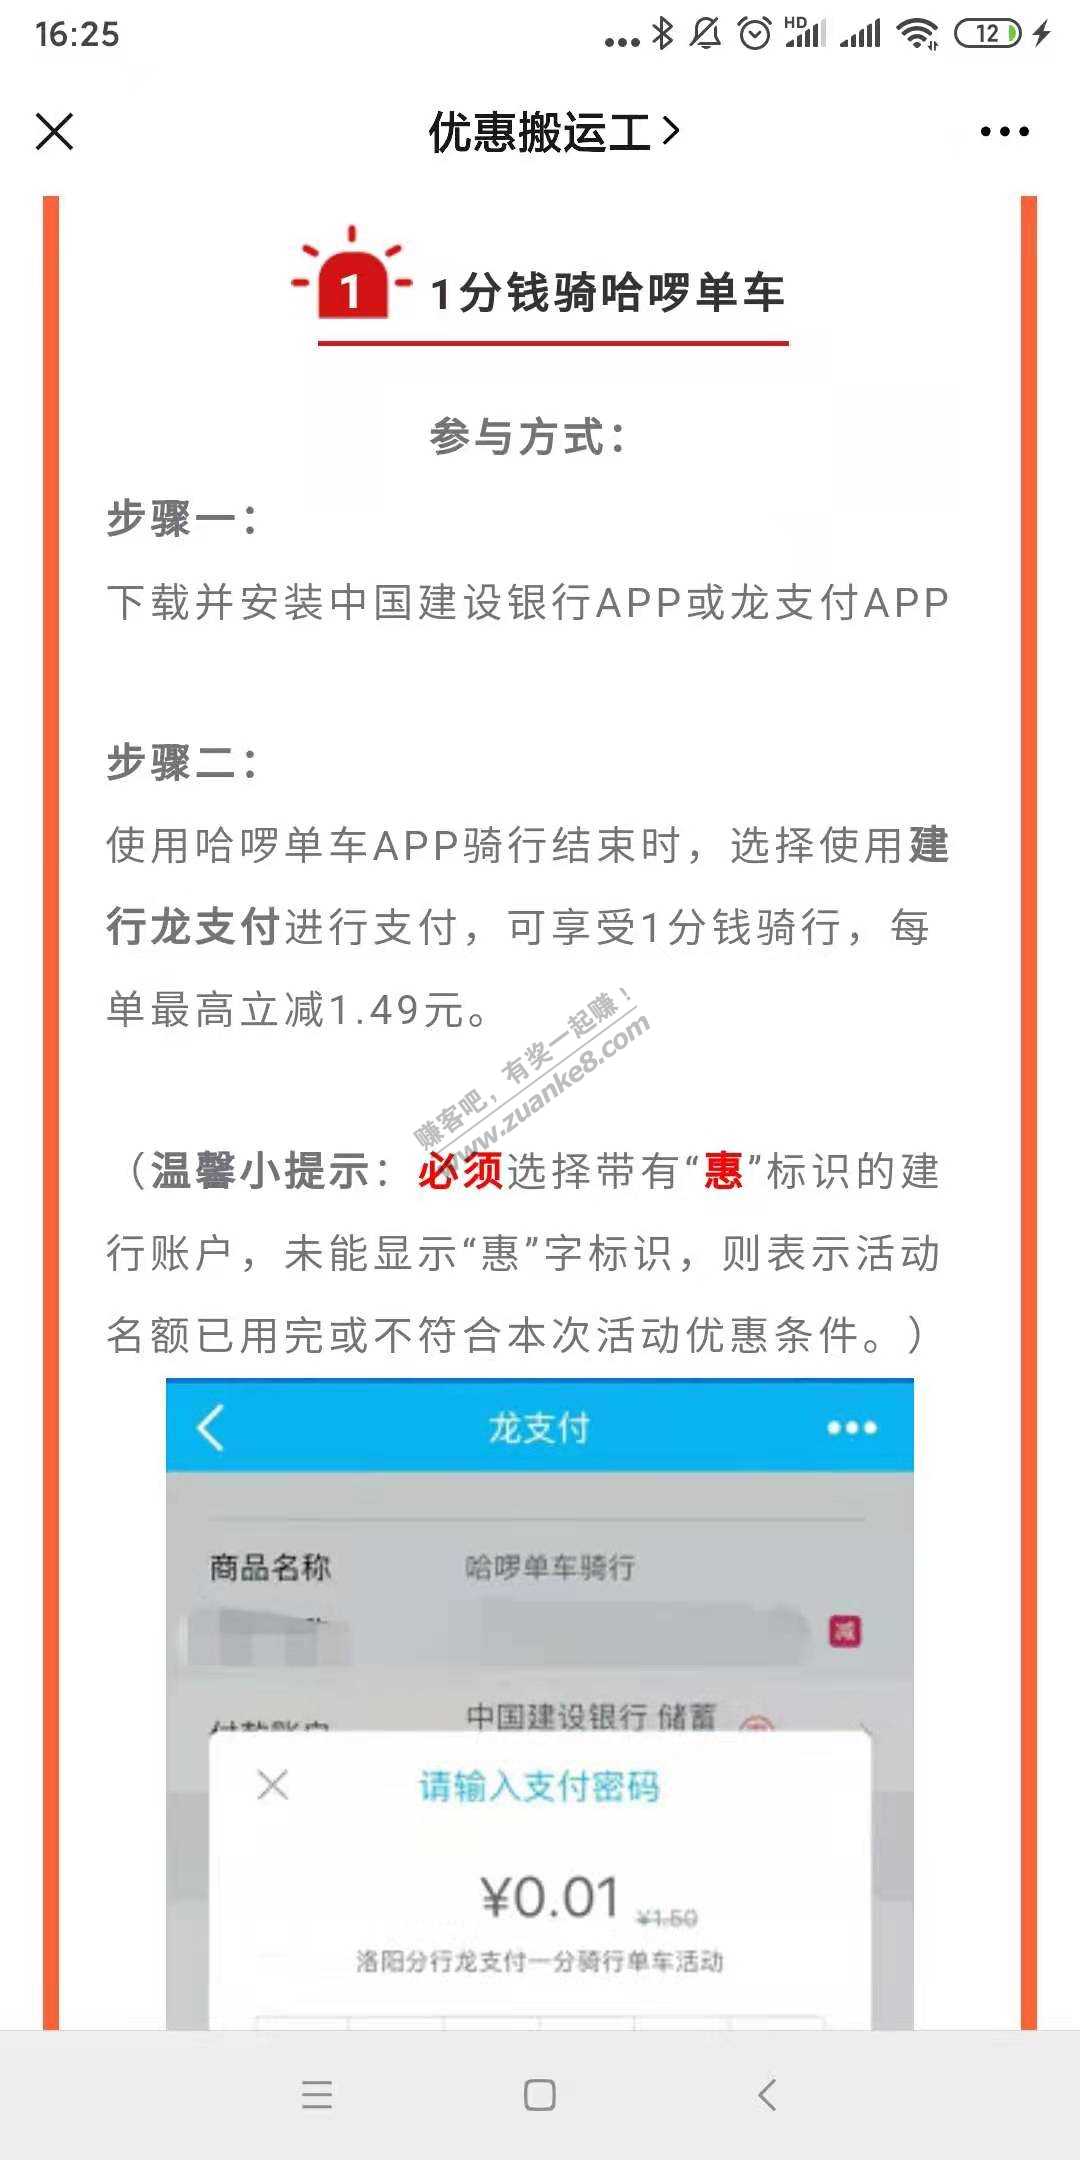 16:25
HD
12
优惠搬运工
1
1分钱骑哈啰单车
参与方式：
步骤一：
下载并安装中国建设银行APP或龙支付APP
步骤二：
使用哈啰单车APP骑行结束时，选择使用建
行龙支付进行支付，可享受1分钱骑行，每
单最高立减1.49元。
赚客吧，有奖一起赚！
www.zuanke8.com
（温馨小提示：必须选择带有“惠”标识的建
行账户，未能显示“惠”字标识，则表示活动
名额已用完或不符合本次活动优惠条件。）
龙支付
商品名称
哈啰单车骑行
减
付款账户
中国建设银行 储蓄
请输入支付密码
¥0.01
¥1.50
洛阳分行龙支付一分骑行单车活动